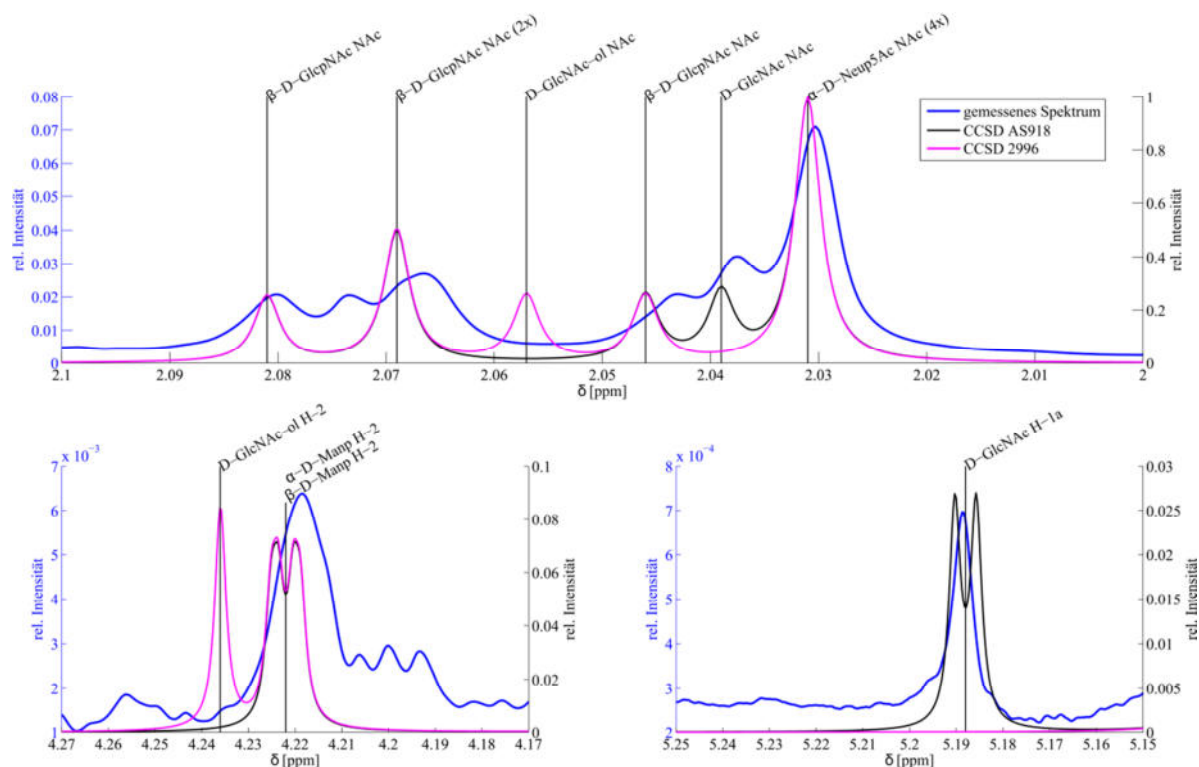 β–D–GlcpNAc NAc
β–D–GlcpNAc NAc (2x)
D–GlcNAc–ol NAc
β–D–GlcpNAc NAc
D–GlcNAc NAc
α–D–Neup5Ac NAc (4x)
0.08
0.07
0.06
0.05
0.04
0.03
0.02
0.01
0
rel. Intensität
1
0.8
0.6
0.4
0.2
0
rel. Intensität
gemessenes Spektrum
CCSD AS918
CCSD 2996
2.1 2.09 2.08 2.07 2.06 2.05 2.04 2.03 2.02 2.01 2
δ [ppm]
D–GlcNAc–ol H–2
α–D–Manp H–2
β–D–Manp H–2
x 10⁻³
7
6
5
4
3
2
1
rel. Intensität
0.1
0.08
0.06
0.04
0.02
0
rel. Intensität
4.27 4.26 4.25 4.24 4.23 4.22 4.21 4.2 4.19 4.18 4.17
δ [ppm]
D–GlcNAc H–1a
x 10⁻⁴
8
7
6
5
4
3
2
rel. Intensität
0.03
0.025
0.02
0.015
0.01
0.005
0
rel. Intensität
5.25 5.24 5.23 5.22 5.21 5.2 5.19 5.18 5.17 5.16 5.15
δ [ppm]